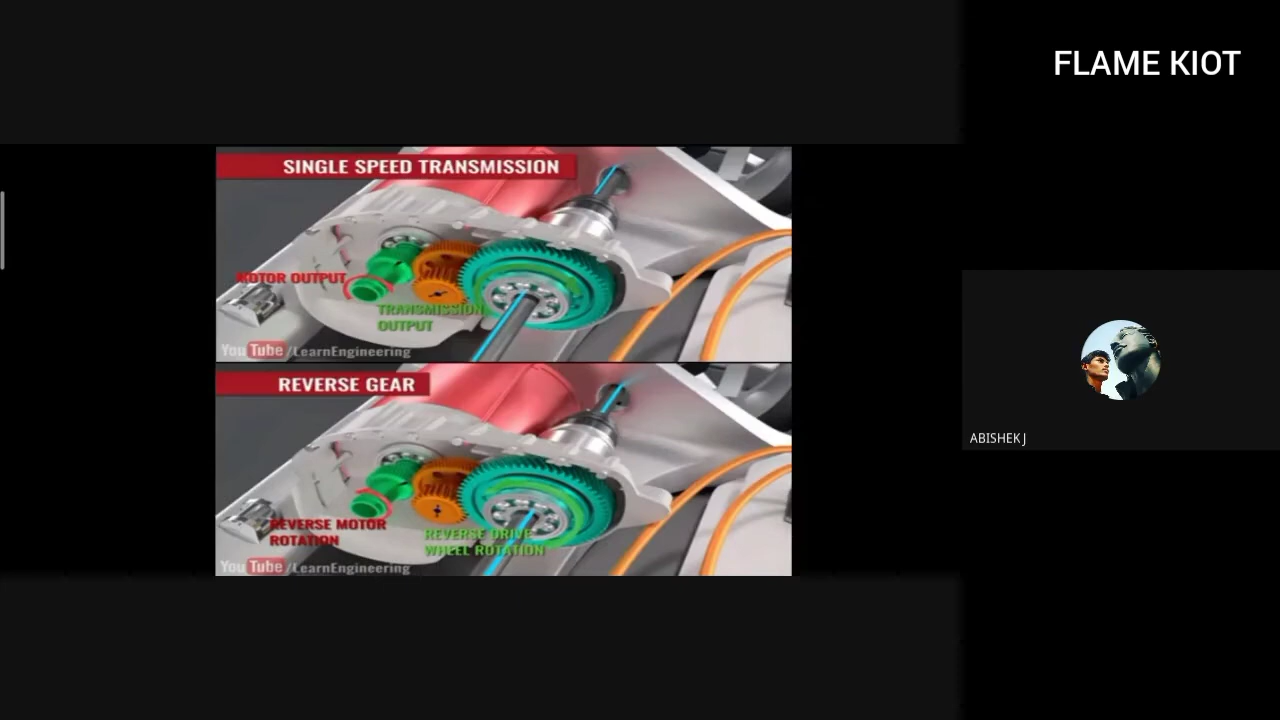 FLAME KIOT
SINGLE SPEED TRANSMISSION
MOTOR OUTPUT
TRANSMISSION
OUTPUT
YouTube /LearnEngineering
REVERSE GEAR
REVERSE MOTOR
ROTATION
REVERSE DRIVE
WHEEL ROTATION
YouTube /LearnEngineering
ABISHEK J